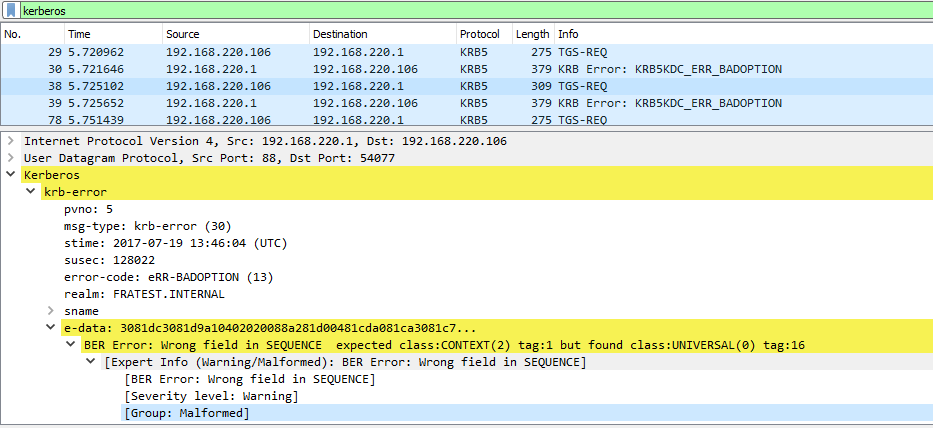 kerberos
No. Time Source Destination Protocol Length Info
29 5.720962 192.168.220.106 192.168.220.1 KRB5 275 TGS-REQ
30 5.721646 192.168.220.1 192.168.220.106 KRB5 379 KRB Error: KRB5KDC_ERR_BADOPTION
38 5.725102 192.168.220.106 192.168.220.1 KRB5 309 TGS-REQ
39 5.725652 192.168.220.1 192.168.220.106 KRB5 379 KRB Error: KRB5KDC_ERR_BADOPTION
78 5.751439 192.168.220.106 192.168.220.1 KRB5 275 TGS-REQ
Internet Protocol Version 4, Src: 192.168.220.1, Dst: 192.168.220.106
User Datagram Protocol, Src Port: 88, Dst Port: 54077
Kerberos
krb-error
pvno: 5
msg-type: krb-error (30)
stime: 2017-07-19 13:46:04 (UTC)
susec: 128022
error-code: eRR-BADOPTION (13)
realm: FRATEST.INTERNAL
sname
e-data: 3081dc3081d9a10402020088a281d00481cda081ca3081c7...
BER Error: Wrong field in SEQUENCE  expected class:CONTEXT(2) tag:1 but found class:UNIVERSAL(0) tag:16
[Expert Info (Warning/Malformed): BER Error: Wrong field in SEQUENCE]
[BER Error: Wrong field in SEQUENCE]
[Severity level: Warning]
[Group: Malformed]